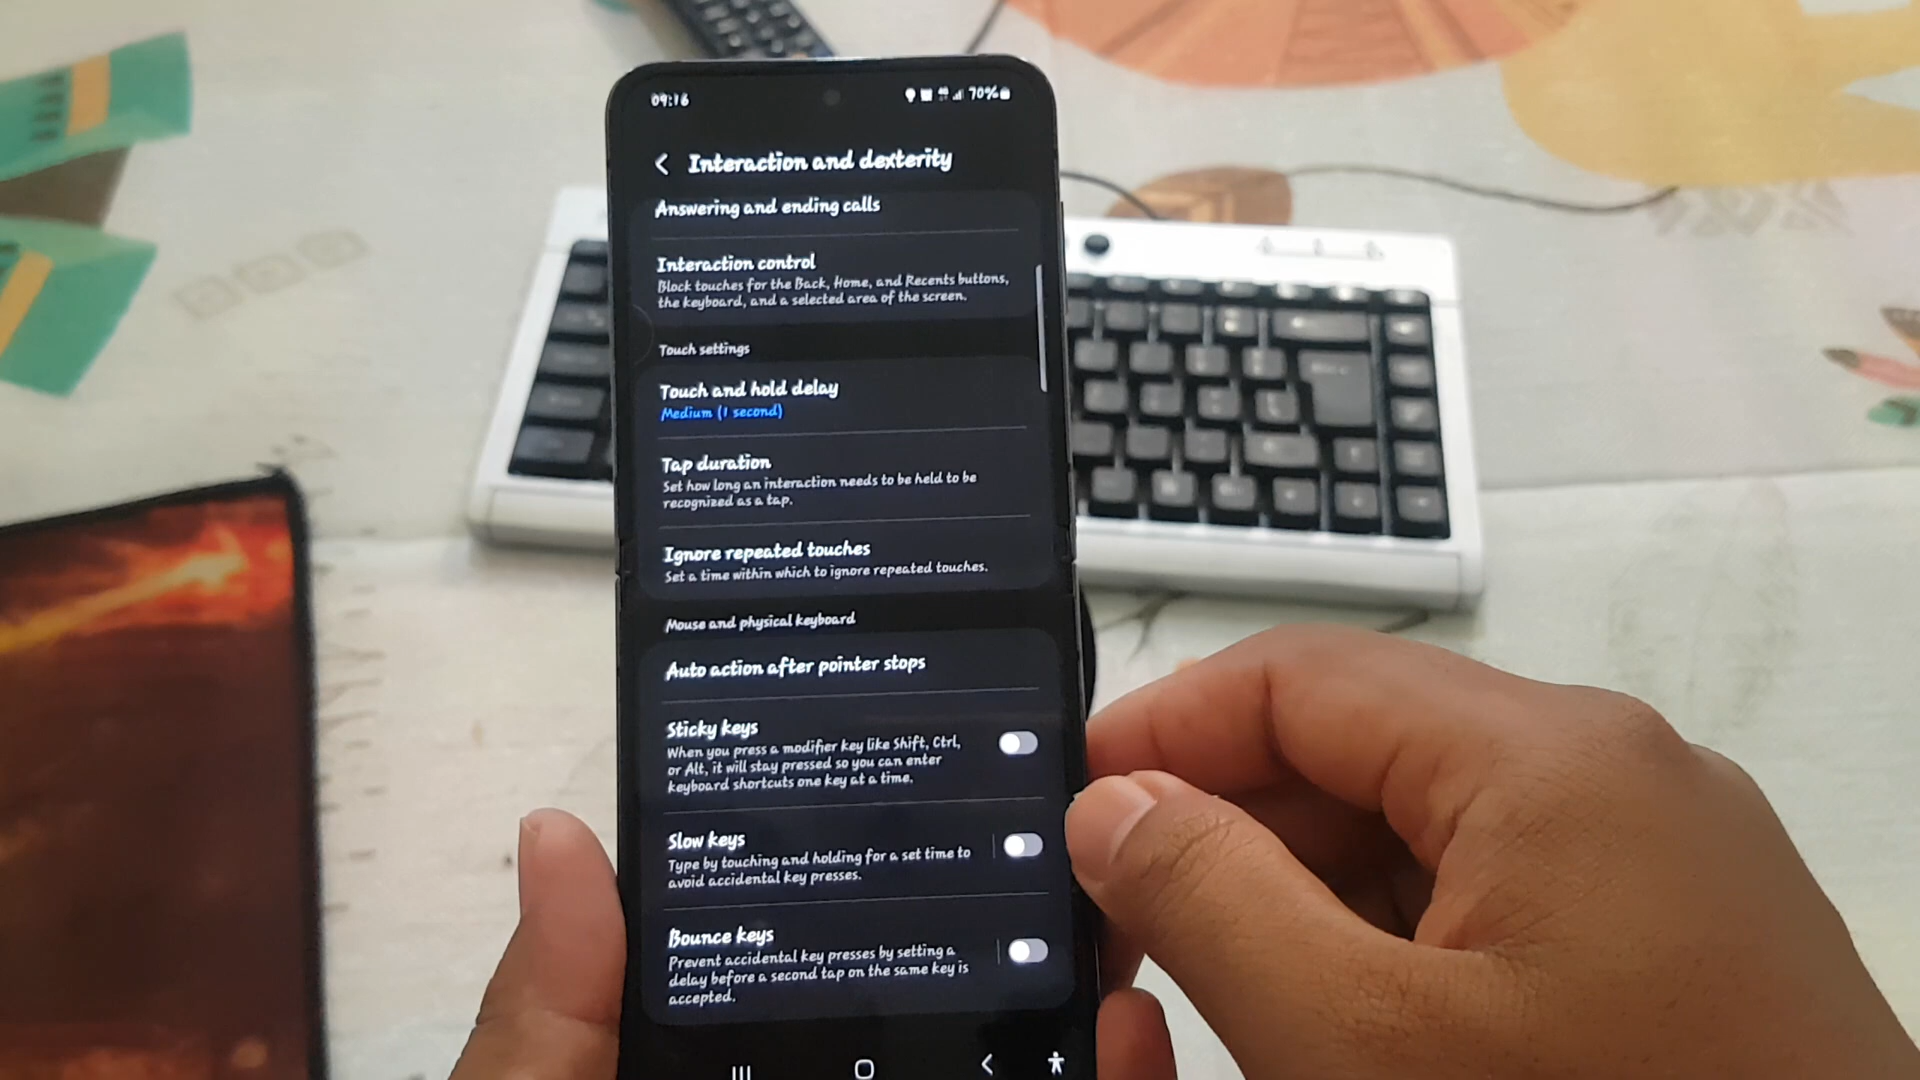 09:16
70%
Interaction and dexterity
Answering and ending calls
Interaction control
Block touches for the Back, Home, and Recents buttons,
the keyboard, and a selected area of the screen.
Touch settings
Touch and hold delay
Medium (1 second)
Tap duration
Set how long an interaction needs to be held to be
recognized as a tap.
Ignore repeated touches
Set a time within which to ignore repeated touches.
Mouse and physical keyboard
Auto action after pointer stops
Sticky keys
When you press a modifier key like Shift, Ctrl,
or Alt, it will stay pressed so you can enter
keyboard shortcuts one key at a time.
Slow keys
Type by touching and holding for a set time to
avoid accidental key presses.
Bounce keys
Prevent accidental key presses by setting a
delay before a second tap on the same key is
accepted.